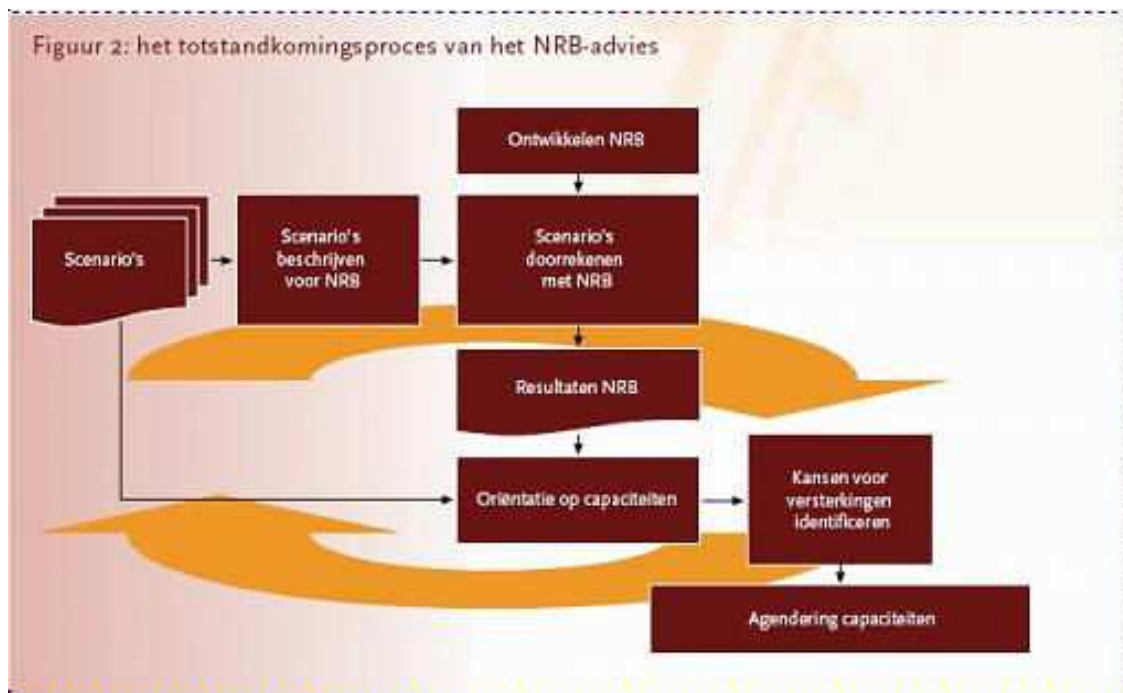 Figuur 2: het totstandkomingsproces van het NRB-advies
Ontwikkelen NRB
Scenario's
Scenario's
beschrijven
voor NRB
Scenario's
doorrekenen
met NRB
Resultaten NRB
Oriëntatie op capaciteiten
Kansen voor
versterkingen
identificeren
Agendering capaciteiten